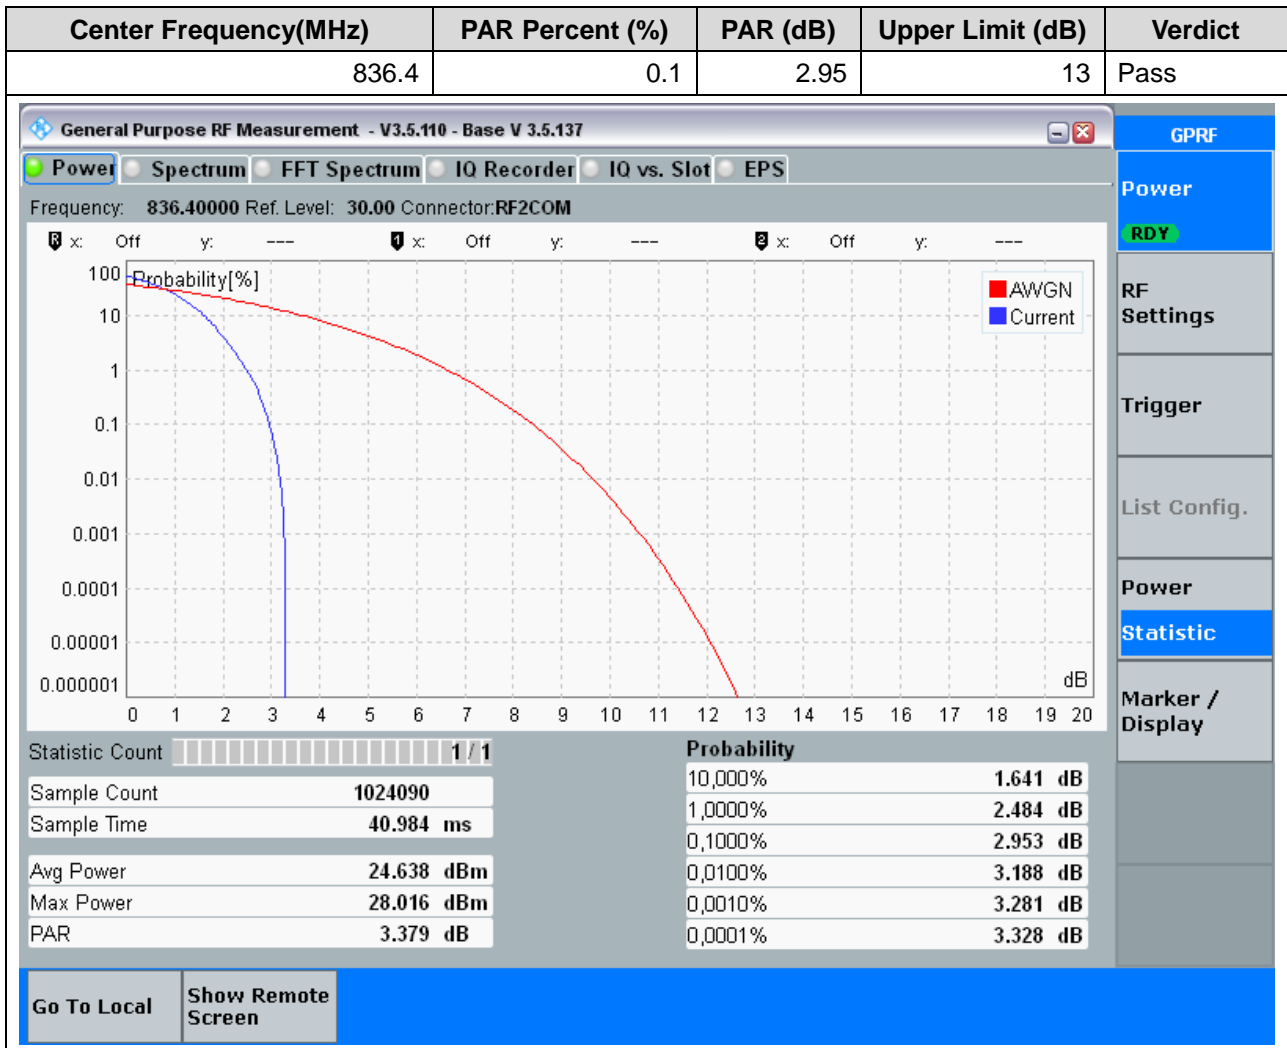 Center Frequency(MHz) PAR Percent (%) PAR (dB) Upper Limit (dB) Verdict
836.4 0.1 2.95 13 Pass
General Purpose RF Measurement - V3.5.110 - Base V 3.5.137
GPRF
Power Spectrum FFT Spectrum IQ Recorder IQ vs. Slot EPS
Frequency: 836.40000 Ref. Level: 30.00 Connector:RF2COM
R x: Off y: --- 1 x: Off y: --- 2 x: Off y: ---
Probability[%]
AWGN
Current
100
10
1
0.1
0.01
0.001
0.0001
0.00001
0.000001
dB
0 1 2 3 4 5 6 7 8 9 10 11 12 13 14 15 16 17 18 19 20
Statistic Count 1 / 1
Sample Count 1024090
Sample Time 40.984 ms
Avg Power 24.638 dBm
Max Power 28.016 dBm
PAR 3.379 dB
Probability
10,000% 1.641 dB
1,0000% 2.484 dB
0,1000% 2.953 dB
0,0100% 3.188 dB
0,0010% 3.281 dB
0,0001% 3.328 dB
Power
RDY
RF
Settings
Trigger
List Config.
Power
Statistic
Marker /
Display
Go To Local
Show Remote
Screen